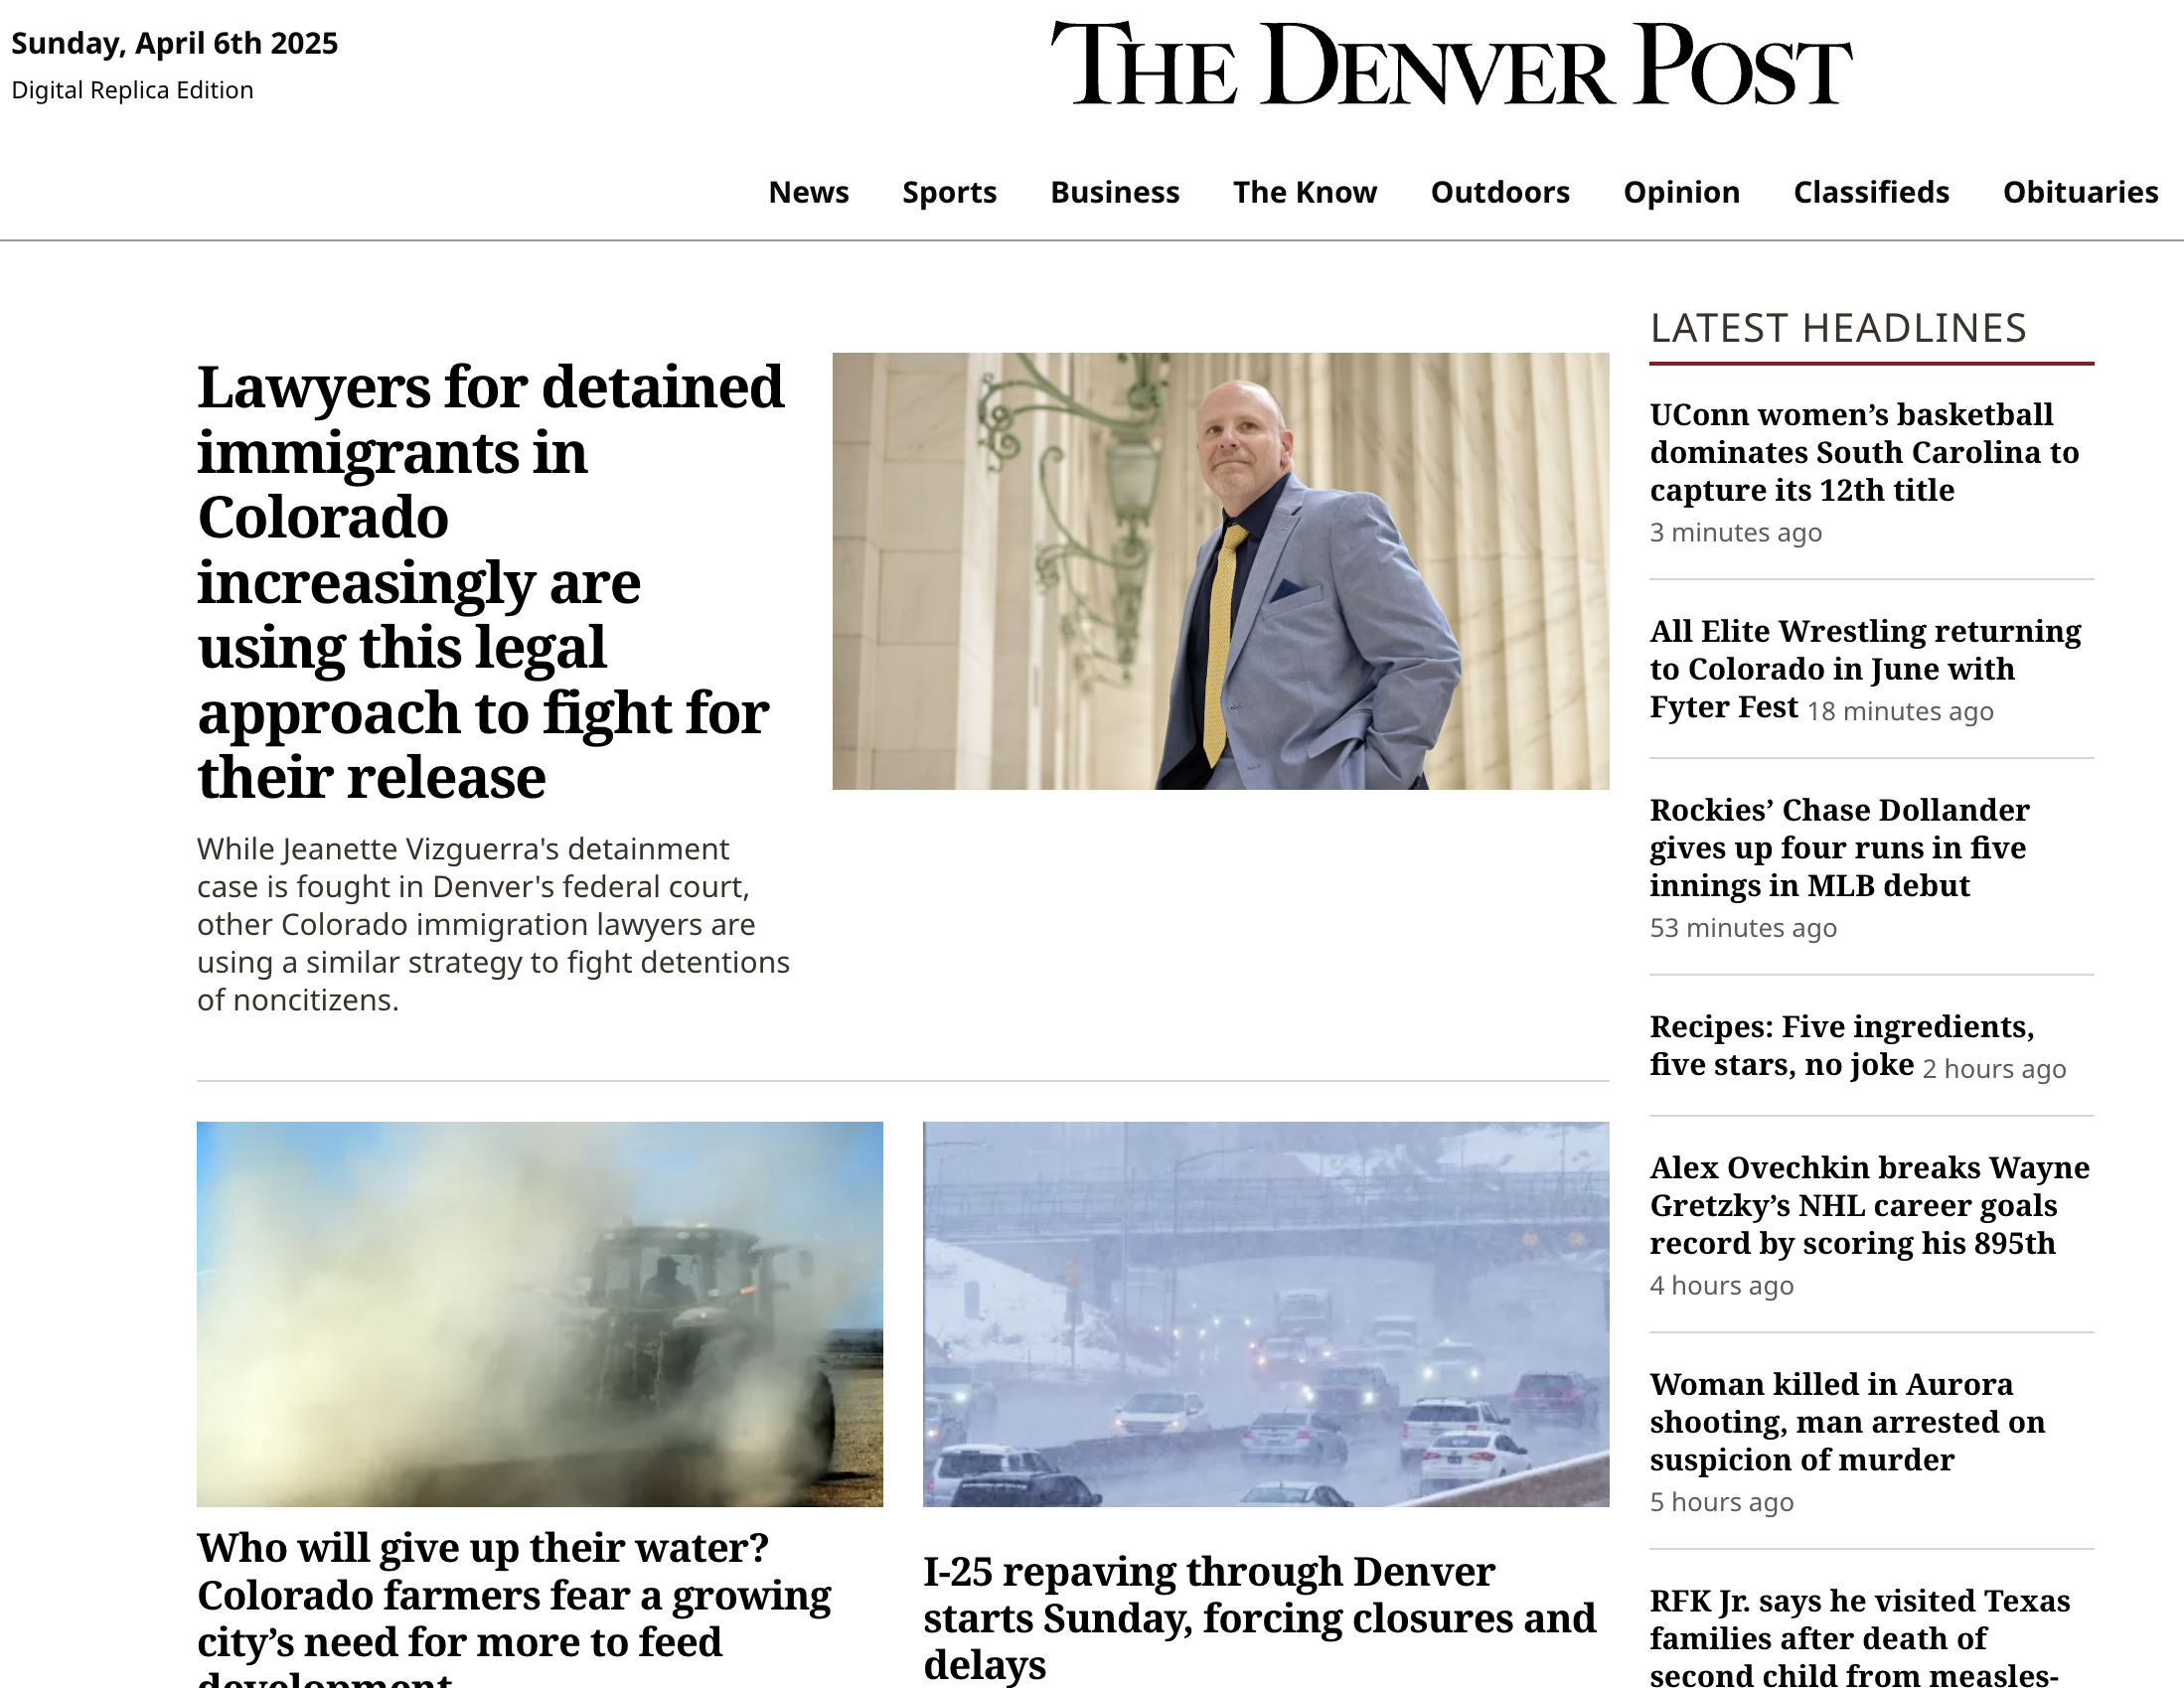 Sunday, April 6th 2025
Digital Replica Edition
THE DENVER POST
News Sports Business The Know Outdoors Opinion Classifieds Obituaries
Lawyers for detained
immigrants in
Colorado
increasingly are
using this legal
approach to fight for
their release
While Jeanette Vizguerra's detainment
case is fought in Denver's federal court,
other Colorado immigration lawyers are
using a similar strategy to fight detentions
of noncitizens.
Who will give up their water?
Colorado farmers fear a growing
city’s need for more to feed
development
I-25 repaving through Denver
starts Sunday, forcing closures and
delays
LATEST HEADLINES
UConn women’s basketball
dominates South Carolina to
capture its 12th title
3 minutes ago
All Elite Wrestling returning
to Colorado in June with
Fyter Fest 18 minutes ago
Rockies’ Chase Dollander
gives up four runs in five
innings in MLB debut
53 minutes ago
Recipes: Five ingredients,
five stars, no joke 2 hours ago
Alex Ovechkin breaks Wayne
Gretzky’s NHL career goals
record by scoring his 895th
4 hours ago
Woman killed in Aurora
shooting, man arrested on
suspicion of murder
5 hours ago
RFK Jr. says he visited Texas
families after death of
second child from measles-